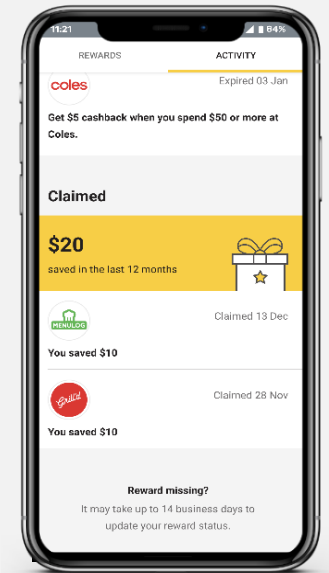 11:21
84%
REWARDS
ACTIVITY
coles
Expired 03 Jan
Get $5 cashback when you spend $50 or more at
Coles.
Claimed
$20
saved in the last 12 months
MENULOG
Claimed 13 Dec
You saved $10
Grill'd
Claimed 28 Nov
You saved $10
Reward missing?
It may take up to 14 business days to
update your reward status.